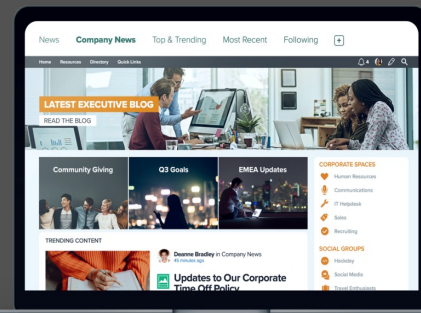 News Company News Top & Trending Most Recent Following
Home Resources Directory Quick Links
4
LATEST EXECUTIVE BLOG
READ THE BLOG
Community Giving
Q3 Goals
EMEA Updates
TRENDING CONTENT
Deanne Bradley in Company News
45 minutes ago
Updates to Our Corporate
Time Off Policy
CORPORATE SPACES
Human Resources
Communications
IT Helpdesk
Sales
Recruiting
SOCIAL GROUPS
Hackday
Social Media
Travel Enthusiasts